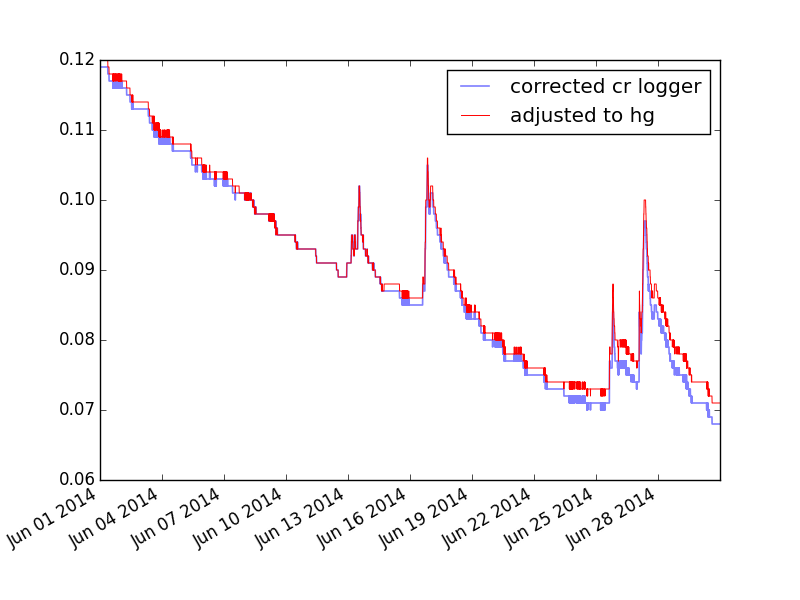 0.12
0.11
0.10
0.09
0.08
0.07
0.06
corrected cr logger
adjusted to hg
Jun 01 2014
Jun 04 2014
Jun 07 2014
Jun 10 2014
Jun 13 2014
Jun 16 2014
Jun 19 2014
Jun 22 2014
Jun 25 2014
Jun 28 2014